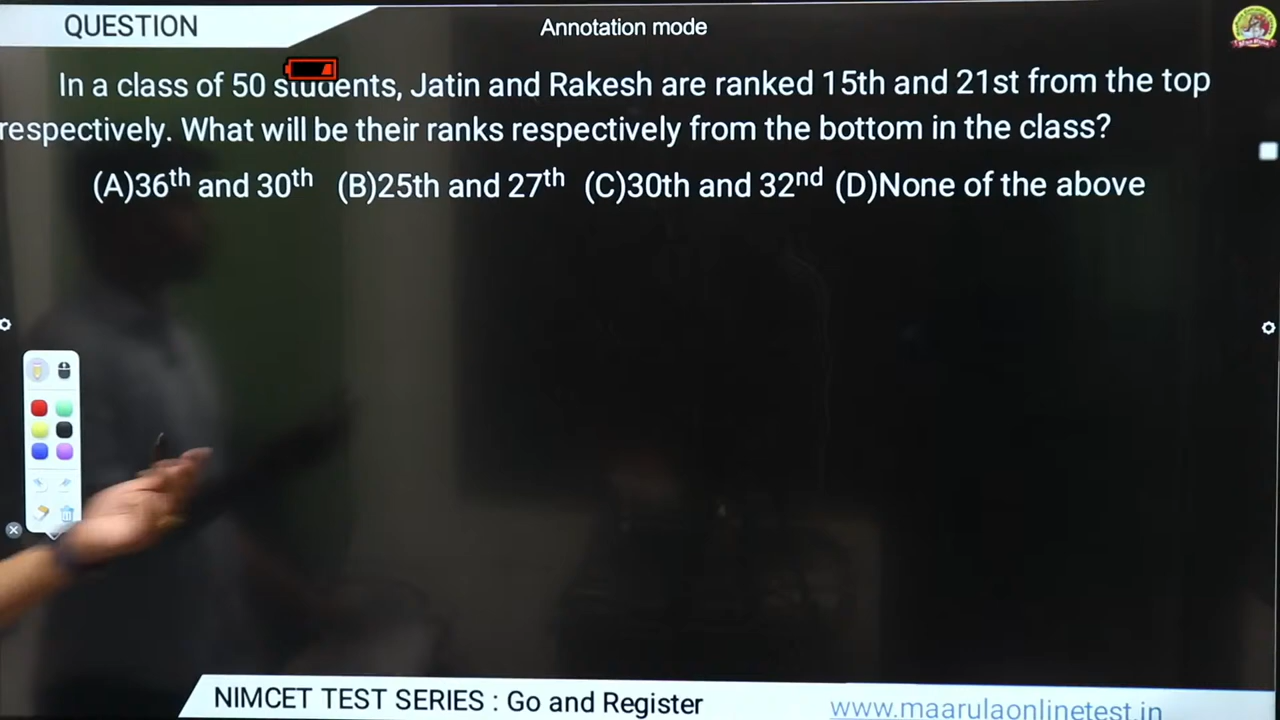 QUESTION
Annotation mode
In a class of 50 students, Jatin and Rakesh are ranked 15th and 21st from the top
respectively. What will be their ranks respectively from the bottom in the class?
(A)36th and 30th (B)25th and 27th (C)30th and 32nd (D)None of the above
NIMCET TEST SERIES : Go and Register
www.maarulaonlinetest.in